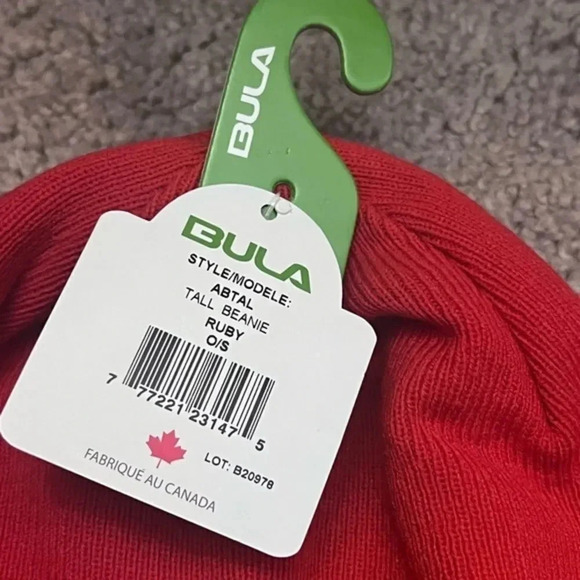 BULA
BULA
STYLE/MODELE:
ABTAL
TALL BEANIE
RUBY
O/S
7 77221 23147 5
LOT: B20978
FABRIQUÉ AU CANADA